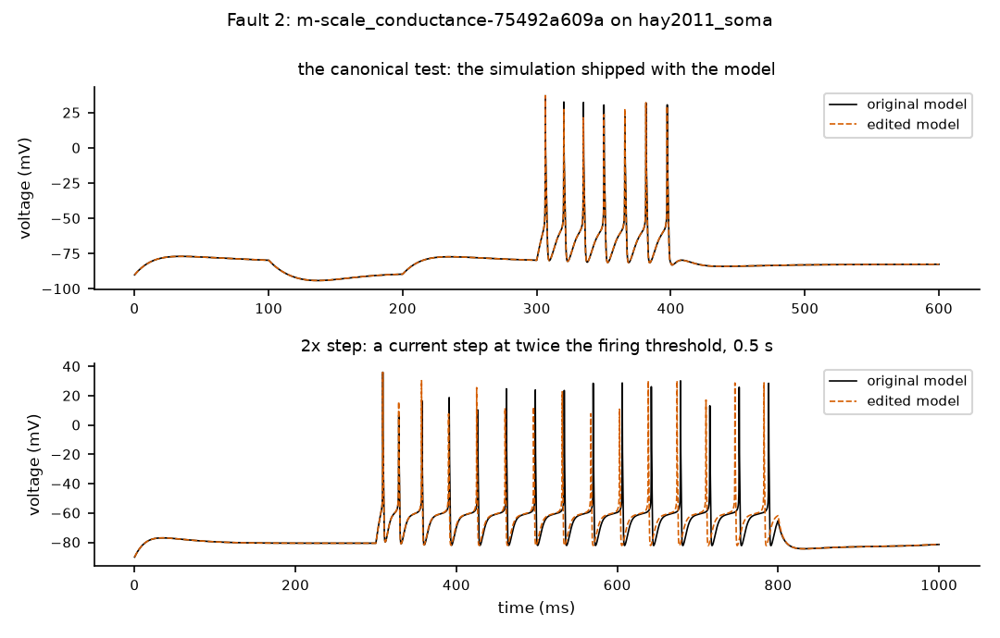 Fault 2: m-scale_conductance-75492a609a on hay2011_soma
the canonical test: the simulation shipped with the model
voltage (mV)
25
0
−25
−50
−75
−100
original model
edited model
0
100
200
300
400
500
600
2x step: a current step at twice the firing threshold, 0.5 s
voltage (mV)
40
20
0
−20
−40
−60
−80
original model
edited model
0
200
400
600
800
1000
time (ms)